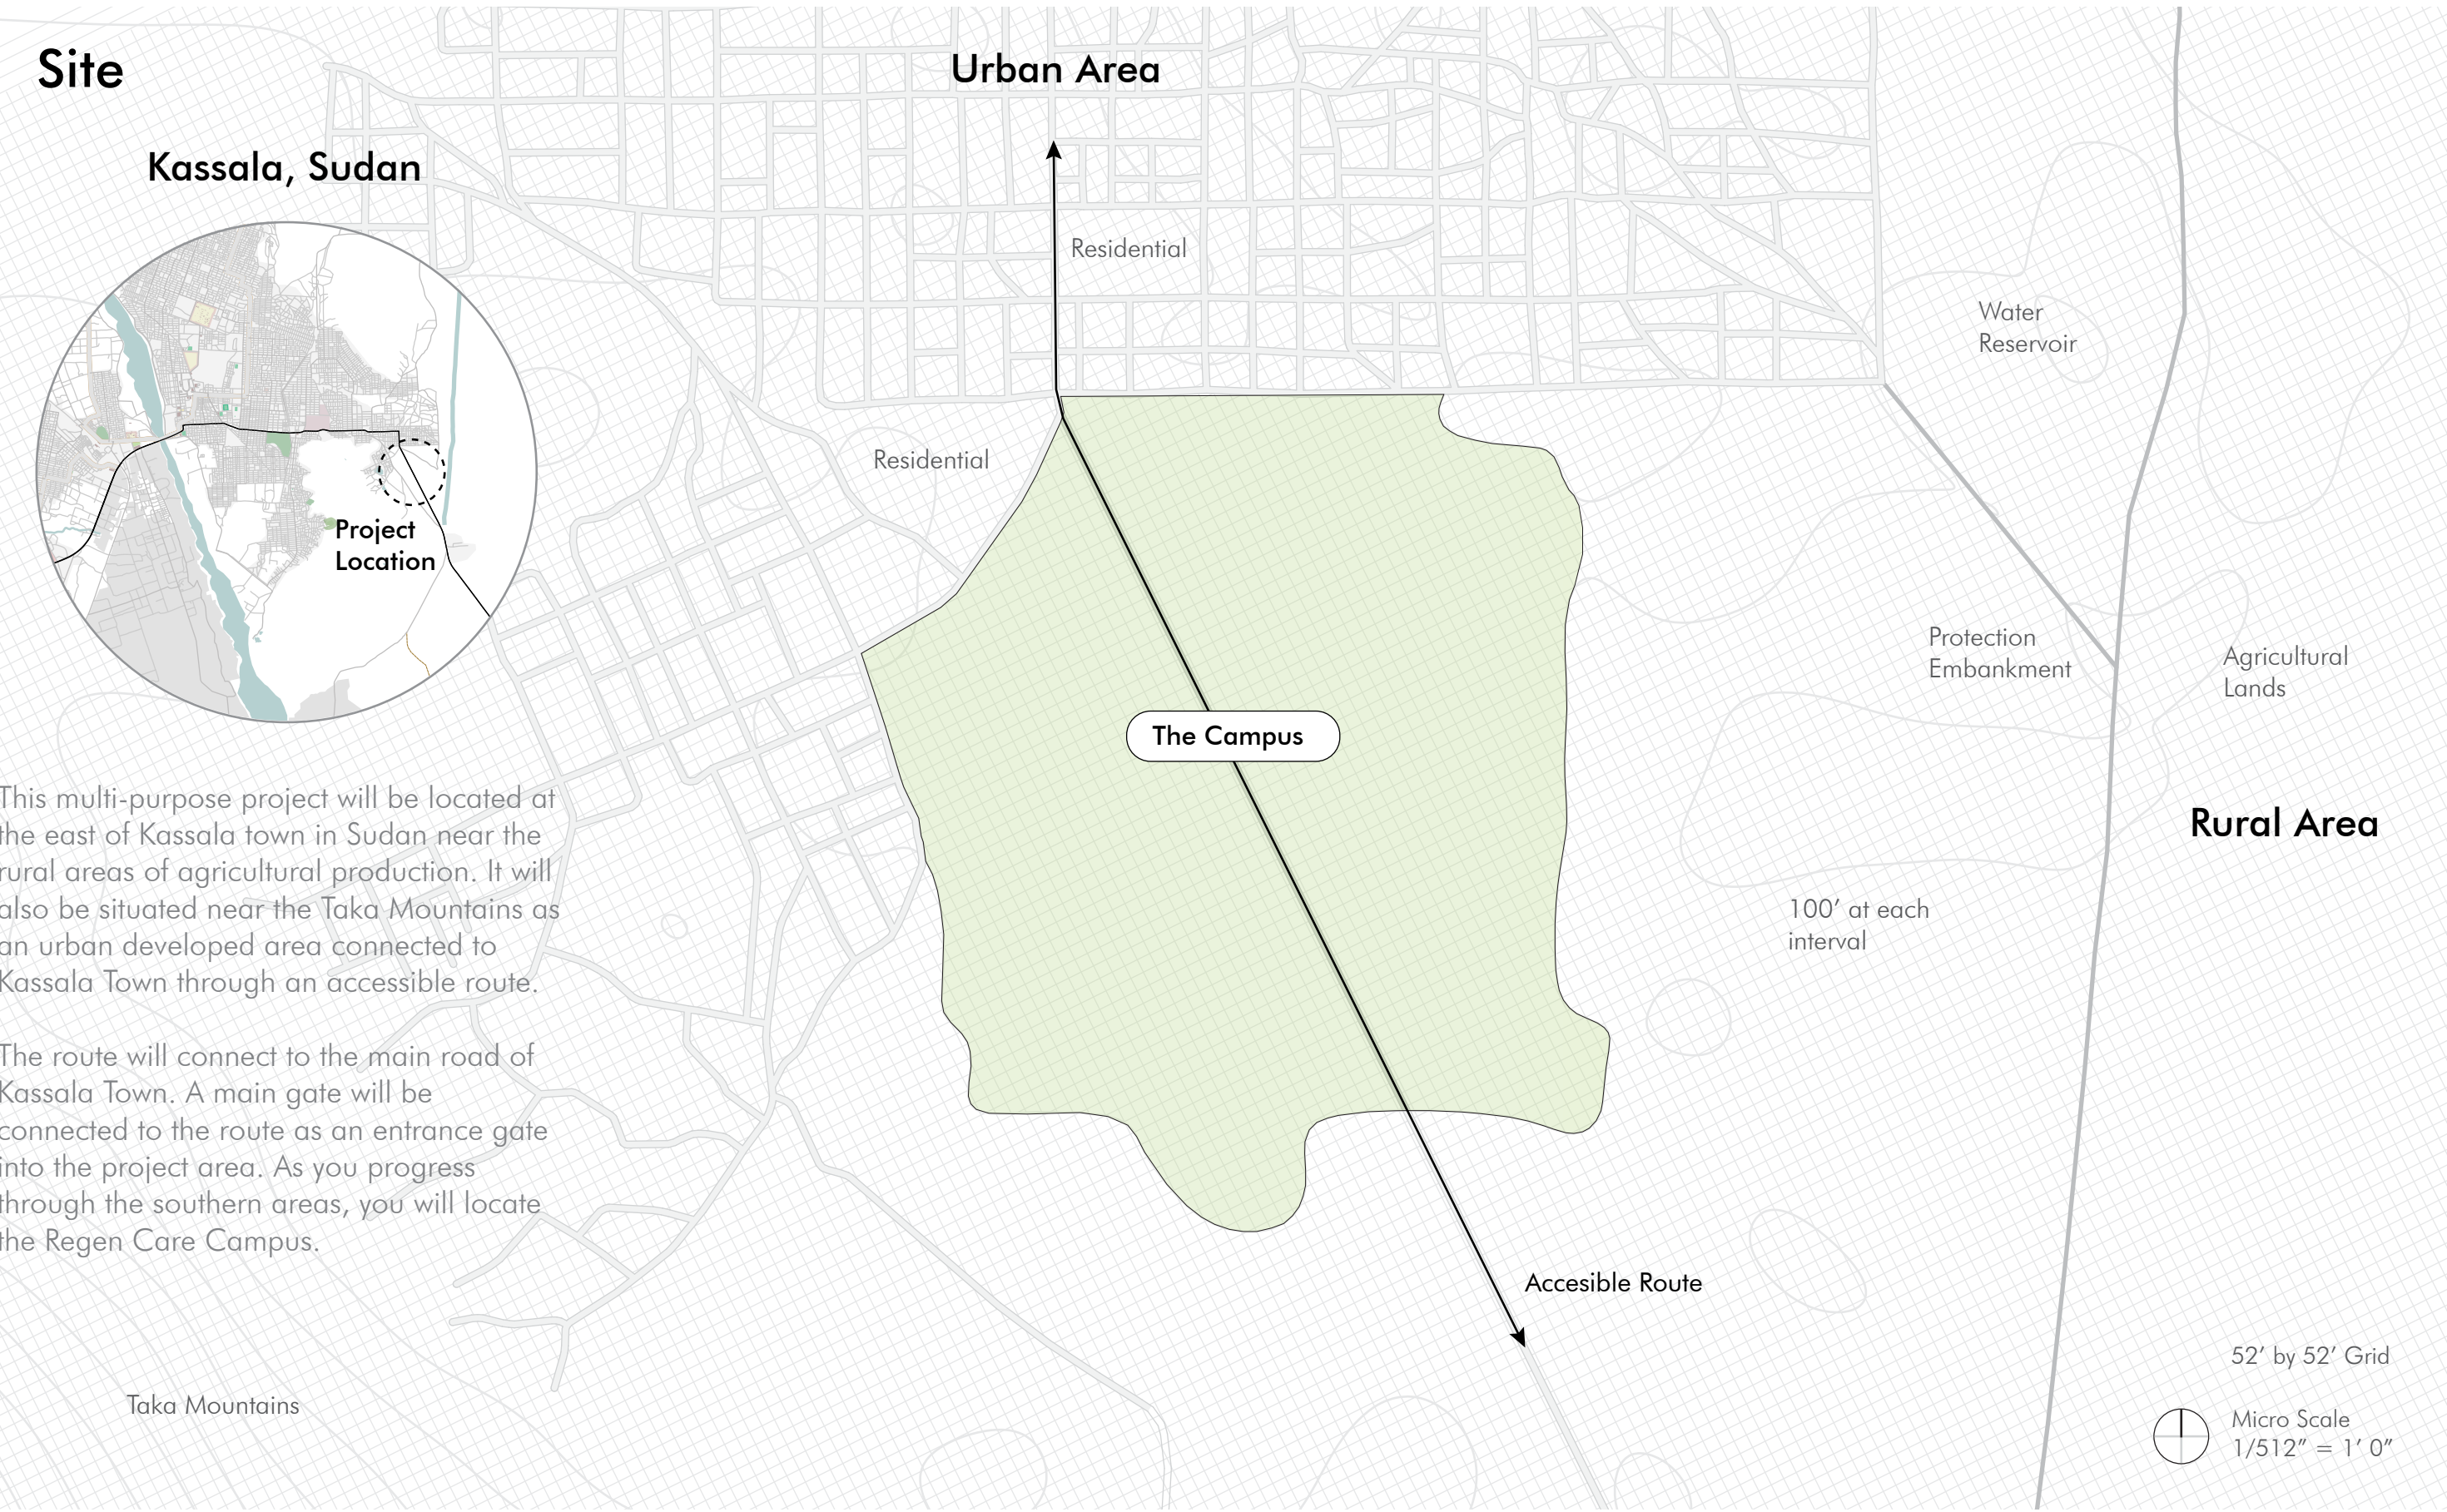 Site
Urban Area
Kassala, Sudan
Residential
Water
Reservoir
Residential
Project
Location
Protection
Embankment
Agricultural
Lands
The Campus
Rural Area
This multi-purpose project will be located at
the east of Kassala town in Sudan near the
rural areas of agricultural production. It will
also be situated near the Taka Mountains as
an urban developed area connected to
Kassala Town through an accessible route.
The route will connect to the main road of
Kassala Town. A main gate will be
connected to the route as an entrance gate
into the project area. As you progress
through the southern areas, you will locate
the Regen Care Campus.
100’ at each
interval
Accesible Route
Taka Mountains
52’ by 52’ Grid
Micro Scale
1/512” = 1’ 0”